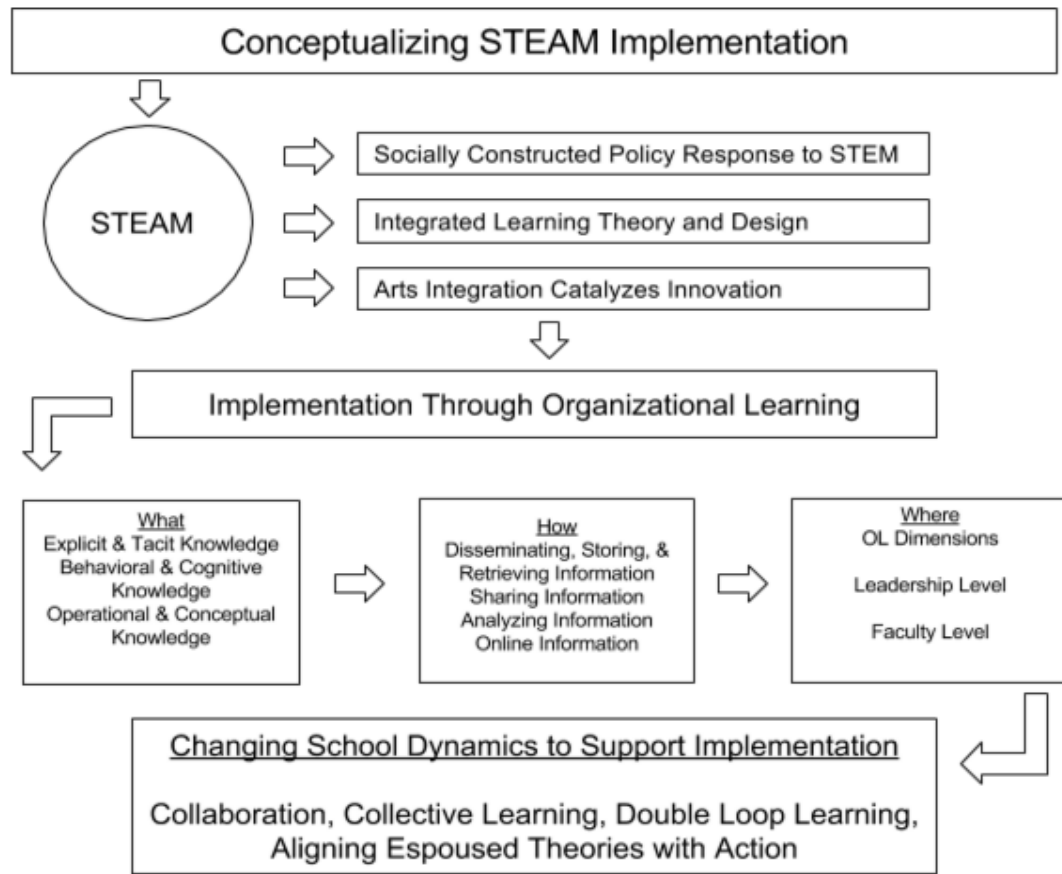 Conceptualizing STEAM Implementation
STEAM
Socially Constructed Policy Response to STEM
Integrated Learning Theory and Design
Arts Integration Catalyzes Innovation
Implementation Through Organizational Learning
What
Explicit & Tacit Knowledge
Behavioral & Cognitive
Knowledge
Operational & Conceptual
Knowledge
How
Disseminating, Storing, &
Retrieving Information
Sharing Information
Analyzing Information
Online Information
Where
OL Dimensions
Leadership Level
Faculty Level
Changing School Dynamics to Support Implementation
Collaboration, Collective Learning, Double Loop Learning,
Aligning Espoused Theories with Action